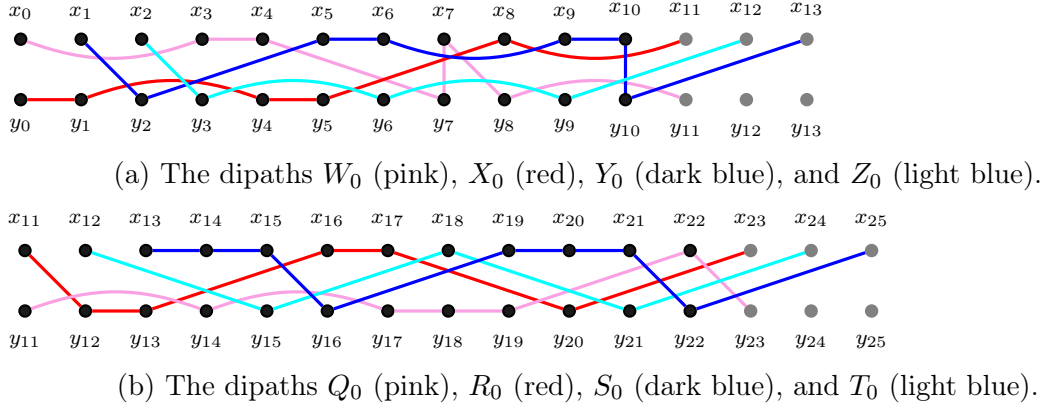 x₀ x₁ x₂ x₃ x₄ x₅ x₆ x₇ x₈ x₉ x₁₀ x₁₁ x₁₂ x₁₃
y₀ y₁ y₂ y₃ y₄ y₅ y₆ y₇ y₈ y₉ y₁₀ y₁₁ y₁₂ y₁₃
(a) The dipaths W₀ (pink), X₀ (red), Y₀ (dark blue), and Z₀ (light blue).
x₁₁ x₁₂ x₁₃ x₁₄ x₁₅ x₁₆ x₁₇ x₁₈ x₁₉ x₂₀ x₂₁ x₂₂ x₂₃ x₂₄ x₂₅
y₁₁ y₁₂ y₁₃ y₁₄ y₁₅ y₁₆ y₁₇ y₁₈ y₁₉ y₂₀ y₂₁ y₂₂ y₂₃ y₂₄ y₂₅
(b) The dipaths Q₀ (pink), R₀ (red), S₀ (dark blue), and T₀ (light blue).